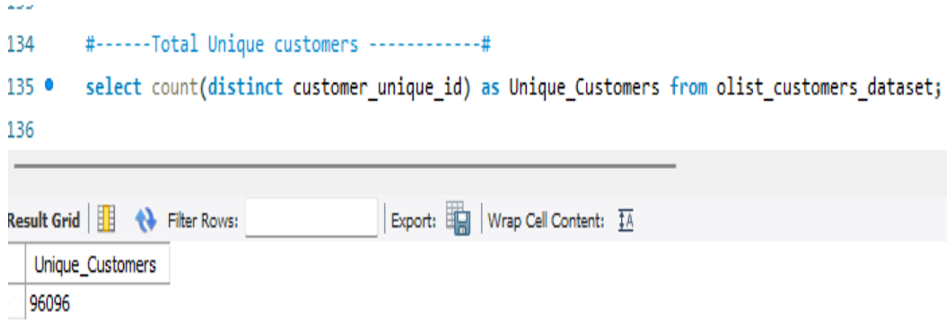 134 #------Total Unique customers ------------#
135 select count(distinct customer_unique_id) as Unique_Customers from olist_customers_dataset;
136
Result Grid Filter Rows: Export: Wrap Cell Content: IA
Unique_Customers
96096